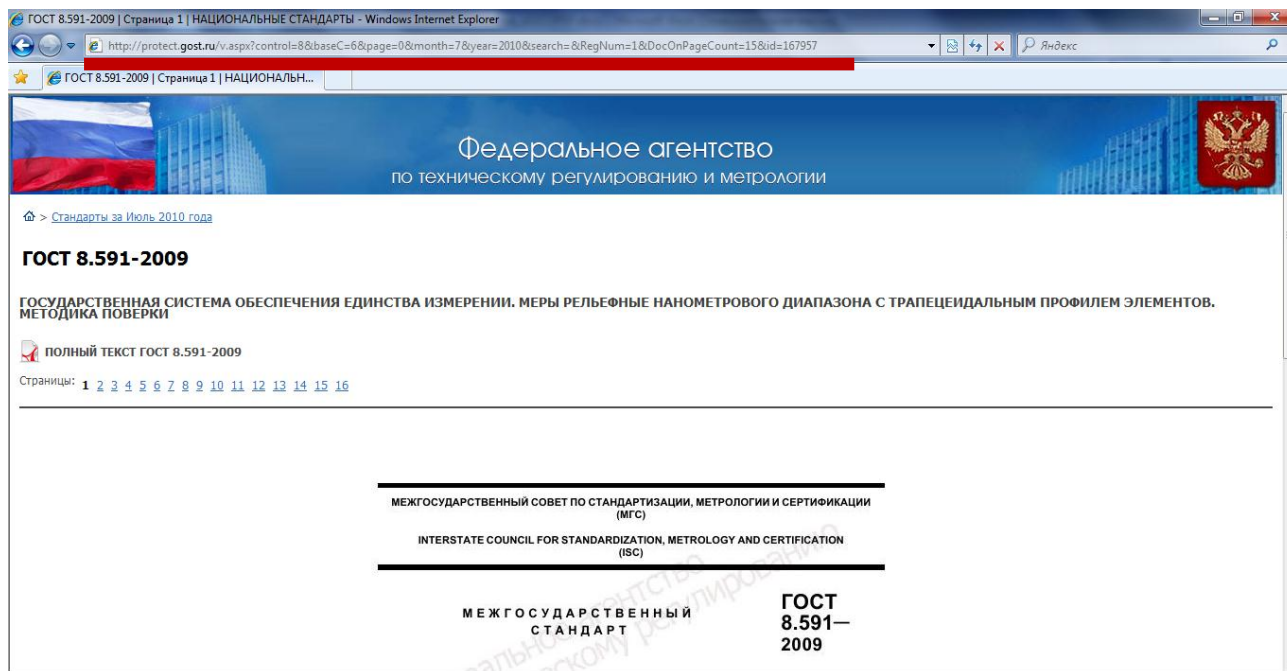 ГОСТ 8.591-2009 | Страница 1 | НАЦИОНАЛЬНЫЕ СТАНДАРТЫ - Windows Internet Explorer
http://protect.gost.ru/v.aspx?control=8&baseC=6&page=0&month=7&year=2010&search=&RegNum=1&DocOnPageCount=15&id=167957
Яндекс
ГОСТ 8.591-2009 | Страница 1 | НАЦИОНАЛЬН...
Федеральное агентство
по техническому регулированию и метрологии
> Стандарты за Июль 2010 года
ГОСТ 8.591-2009
ГОСУДАРСТВЕННАЯ СИСТЕМА ОБЕСПЕЧЕНИЯ ЕДИНСТВА ИЗМЕРЕНИИ. МЕРЫ РЕЛЬЕФНЫЕ НАНОМЕТРОВОГО ДИАПАЗОНА С ТРАПЕЦЕИДАЛЬНЫМ ПРОФИЛЕМ ЭЛЕМЕНТОВ.
МЕТОДИКА ПОВЕРКИ
ПОЛНЫЙ ТЕКСТ ГОСТ 8.591-2009
Страницы: 1 2 3 4 5 6 7 8 9 10 11 12 13 14 15 16
МЕЖГОСУДАРСТВЕННЫЙ СОВЕТ ПО СТАНДАРТИЗАЦИИ, МЕТРОЛОГИИ И СЕРТИФИКАЦИИ
(МГС)
INTERSTATE COUNCIL FOR STANDARDIZATION, METROLOGY AND CERTIFICATION
(ISC)
МЕЖГОСУДАРСТВЕННЫЙ
СТАНДАРТ
ГОСТ
8.591—
2009